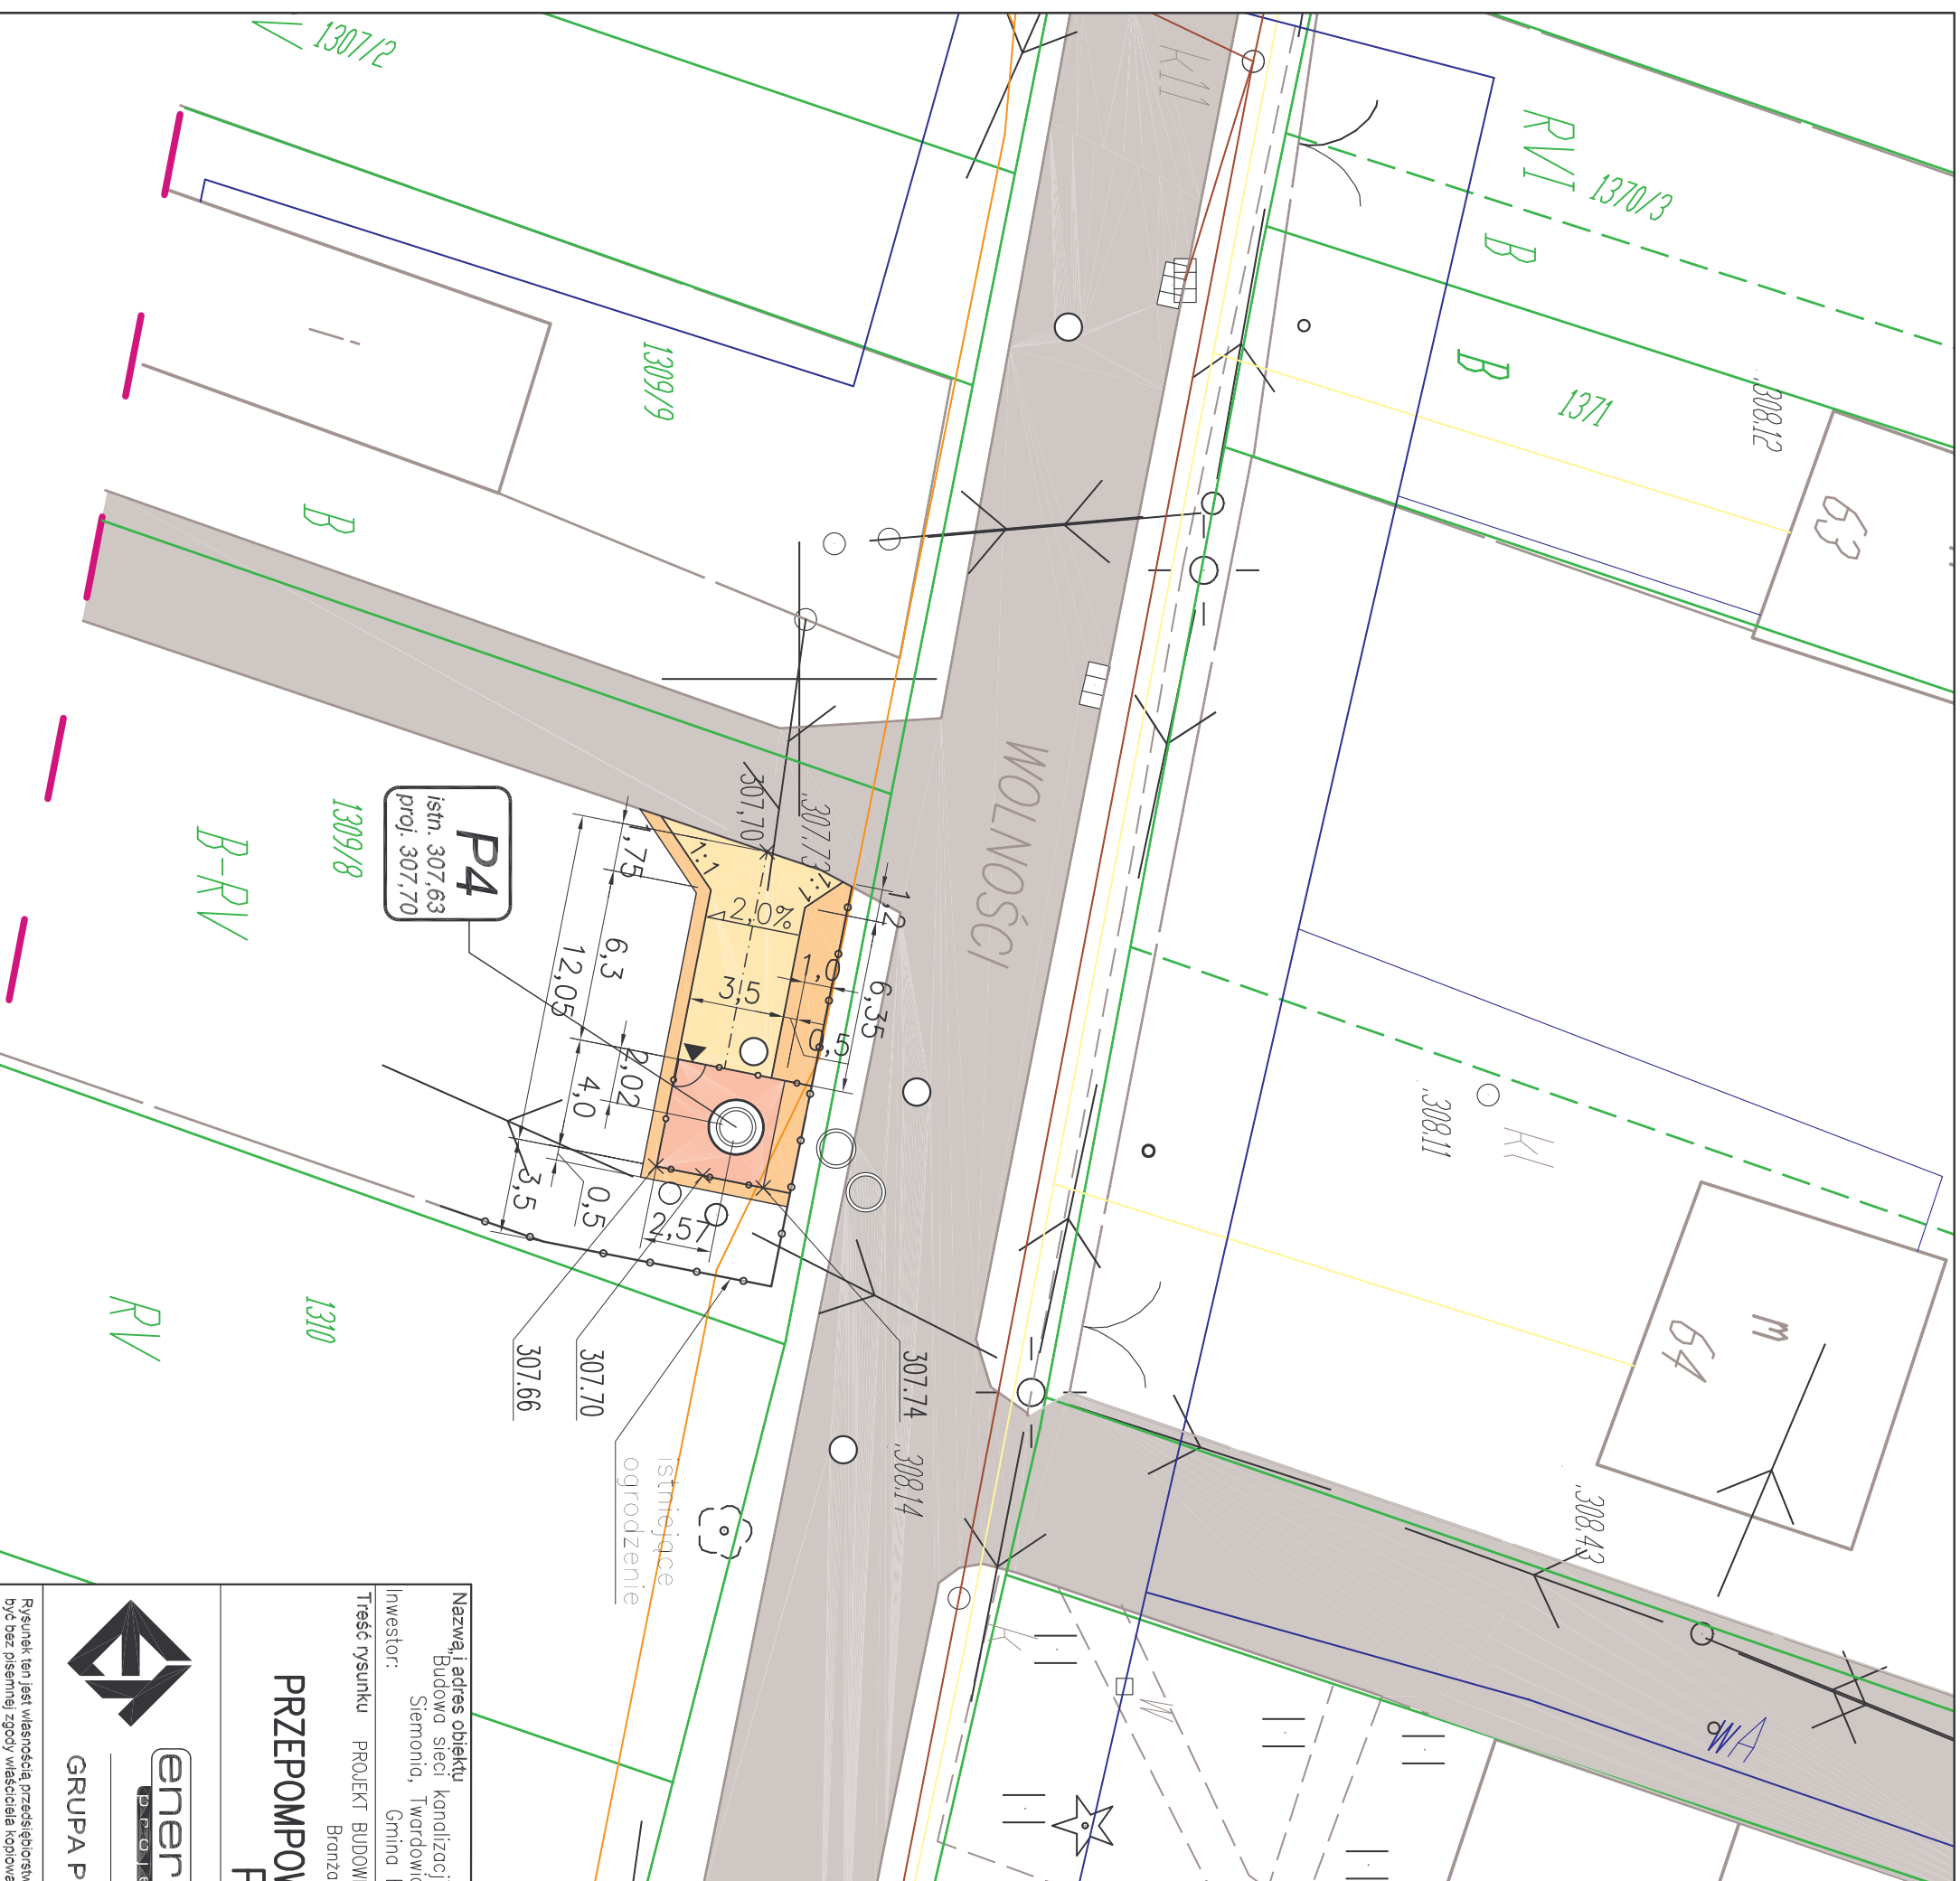 1307/2
k11
RVI
1370/3
B
B
1371
308.12
63
1309/9
B
WOLNOŚCI
307.73
307,70
1309/8
B-RV
P4
istn. 307,63
proj. 307,70
1,75
1:1
1:1
2,0%
1,2
6,35
1,0
3,5
0,5
6,3
12,05
2,02
4,0
3,5
0,5
2,57
308.11
K
m
64
1310
RV
307.66
307.70
307.74
308.14
308.43
istniejące
ogrodzenie
W
WA
Nazwa i adres obiektu
Budowa sieci kanalizacj
Siemonia, Twardowic
Inwestor:
Gmina
Treść rysunku
PROJEKT BUDOW
Branża
PRZEPOMPOW
ener
proje
GRUPA P
Rysunek ten jest własnością przedsiębiorstw
być bez pisemnej zgody właściciela kopiowa